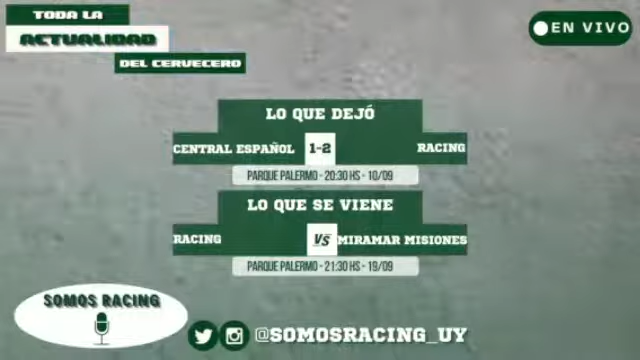 TODA LA
ACTUALIDAD
DEL CERVECERO
EN VIVO
LO QUE DEJÓ
CENTRAL ESPAÑOL 1-2 RACING
PARQUE PALERMO - 20:30 HS - 10/09
LO QUE SE VIENE
RACING VS MIRAMAR MISIONES
PARQUE PALERMO - 21:30 HS - 19/09
SOMOS RACING
@SOMOSRACING_UY